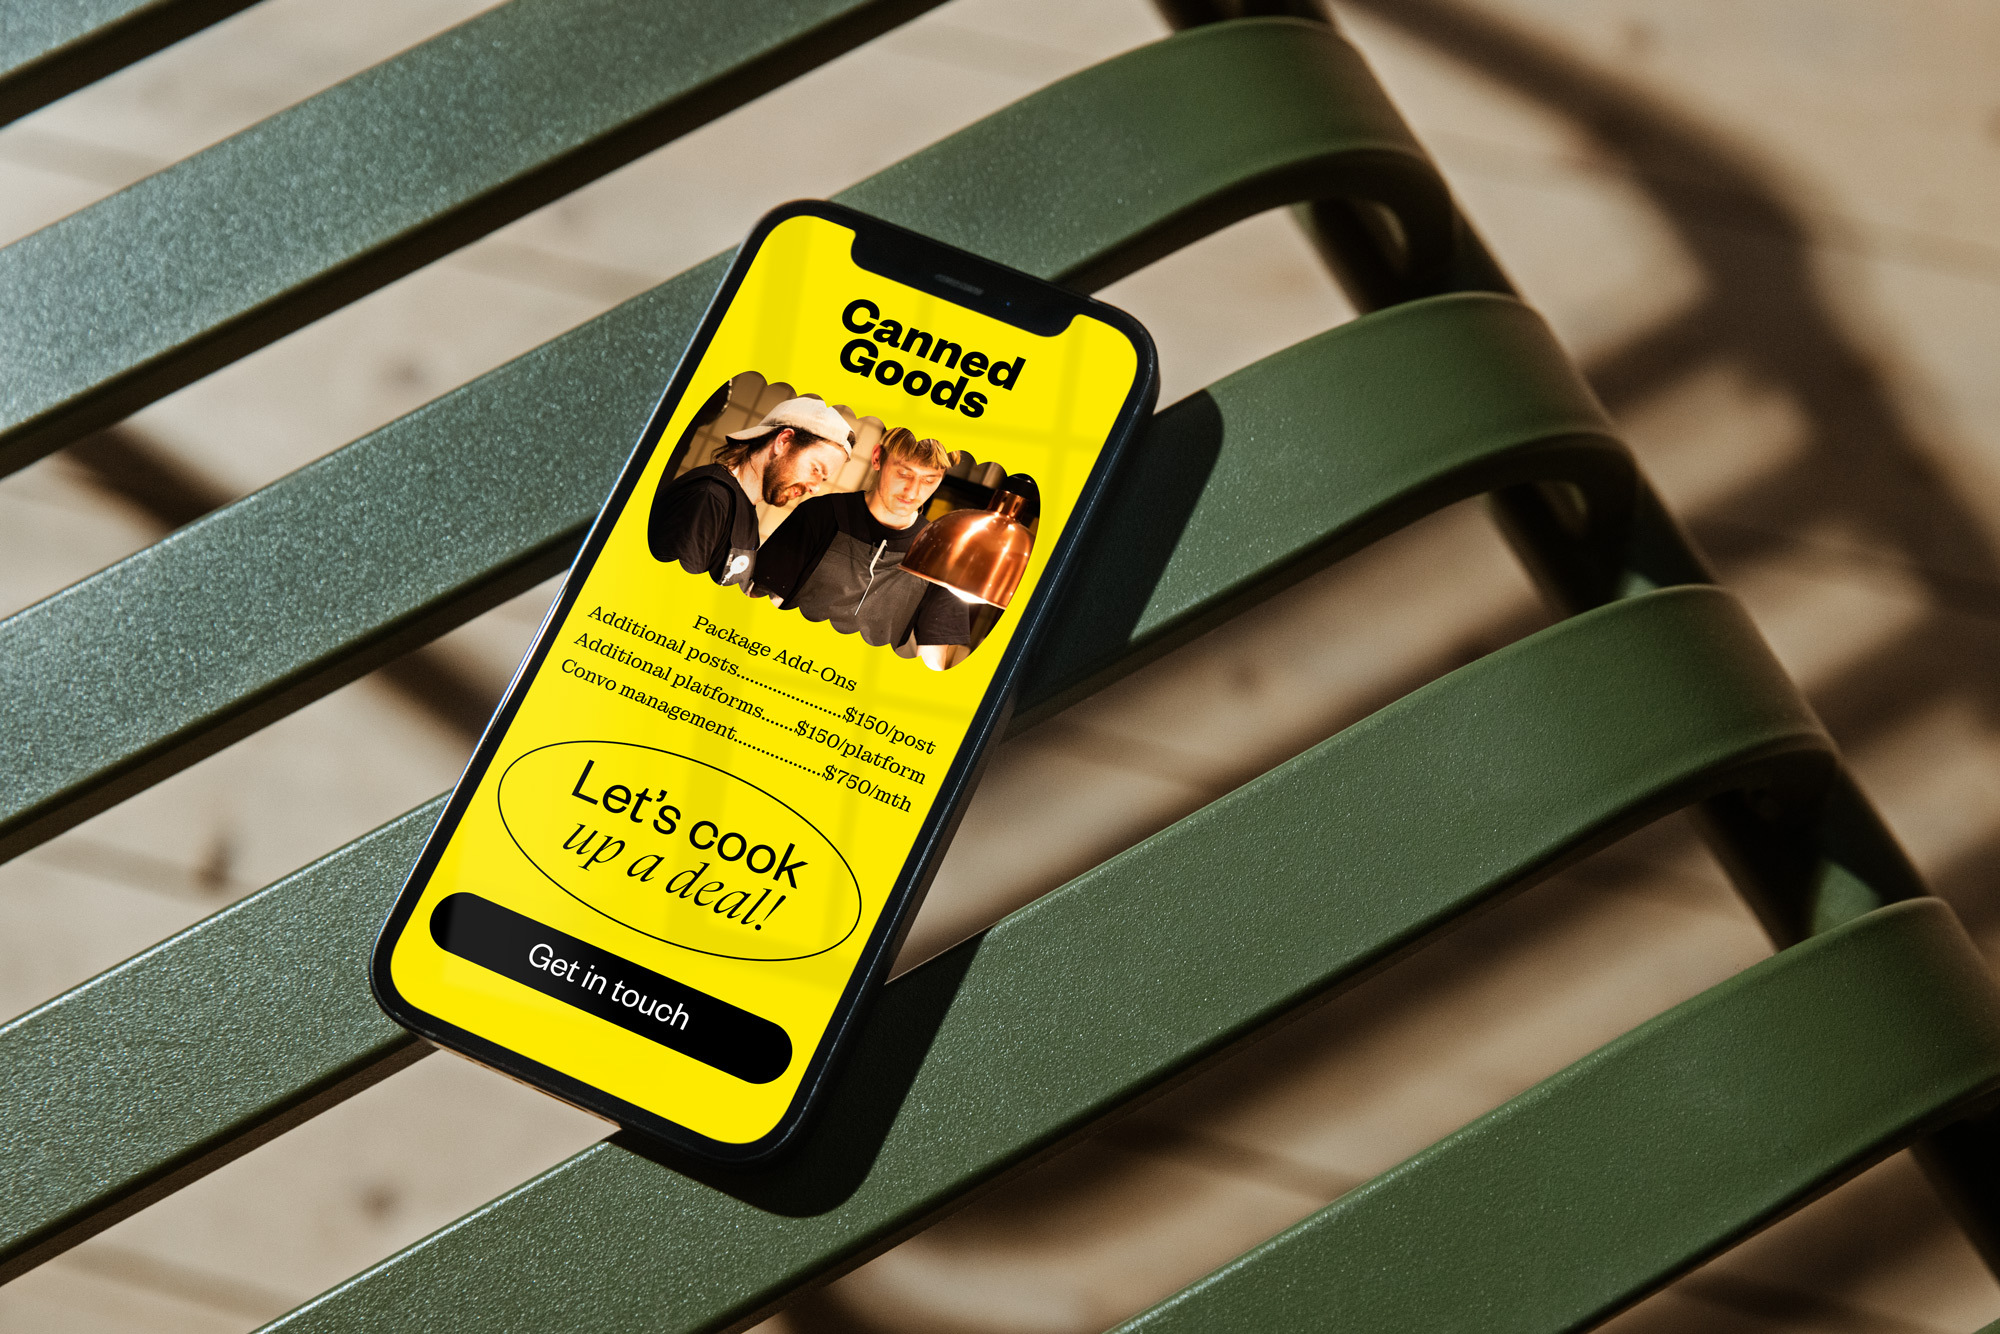 Canned
Goods
Package Add-Ons
Additional posts......................$150/post
Additional platforms.......$150/platform
Convo management..................$750/mth
Let's cook
up a deal!
Get in touch